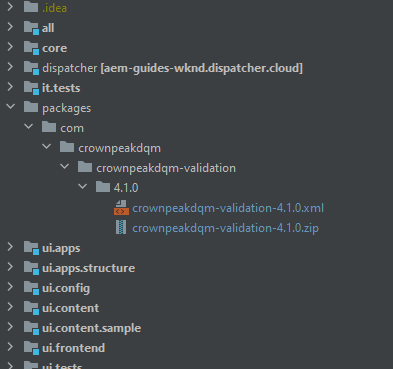 .idea
all
core
dispatcher [aem-guides-wknd.dispatcher.cloud]
it.tests
packages
com
crownpeakdqm
crownpeakdqm-validation
4.1.0
crownpeakdqm-validation-4.1.0.xml
crownpeakdqm-validation-4.1.0.zip
ui.apps
ui.apps.structure
ui.config
ui.content
ui.content.sample
ui.frontend
ui.tests